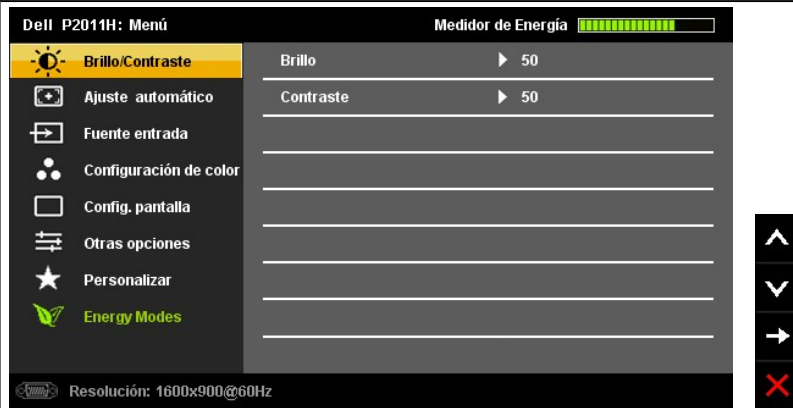 Dell P2011H: Menú
Medidor de Energía
Brillo/Contraste
Brillo
50
Ajuste automático
Contraste
50
Fuente entrada
Configuración de color
Config. pantalla
Otras opciones
Personalizar
Energy Modes
Resolución: 1600x900@60Hz